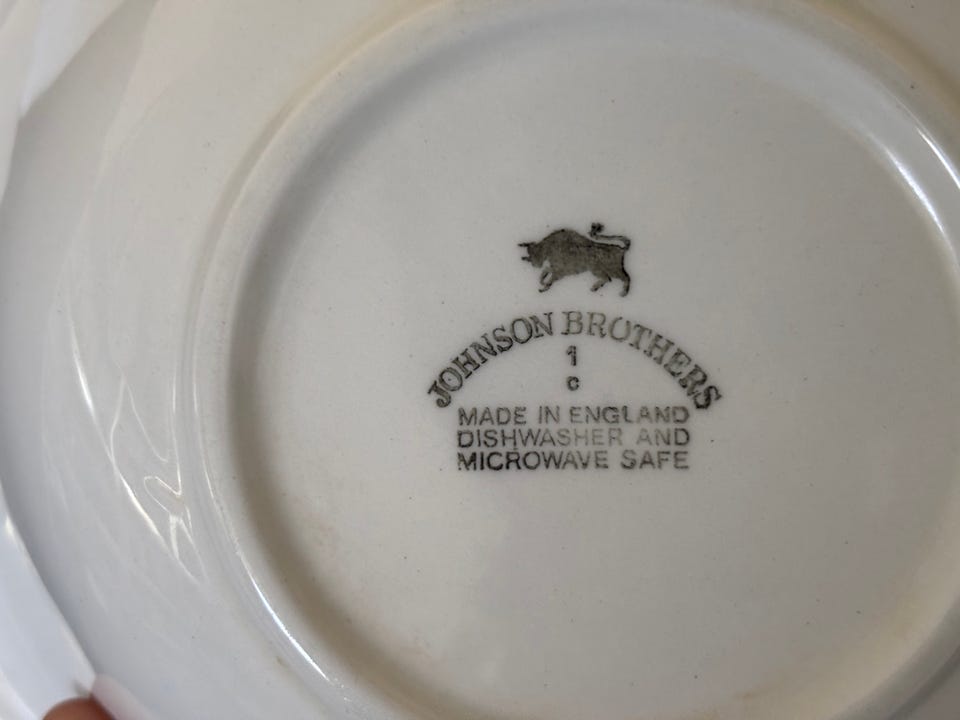 JOHNSON BROTHERS
1
c
MADE IN ENGLAND
DISHWASHER AND
MICROWAVE SAFE